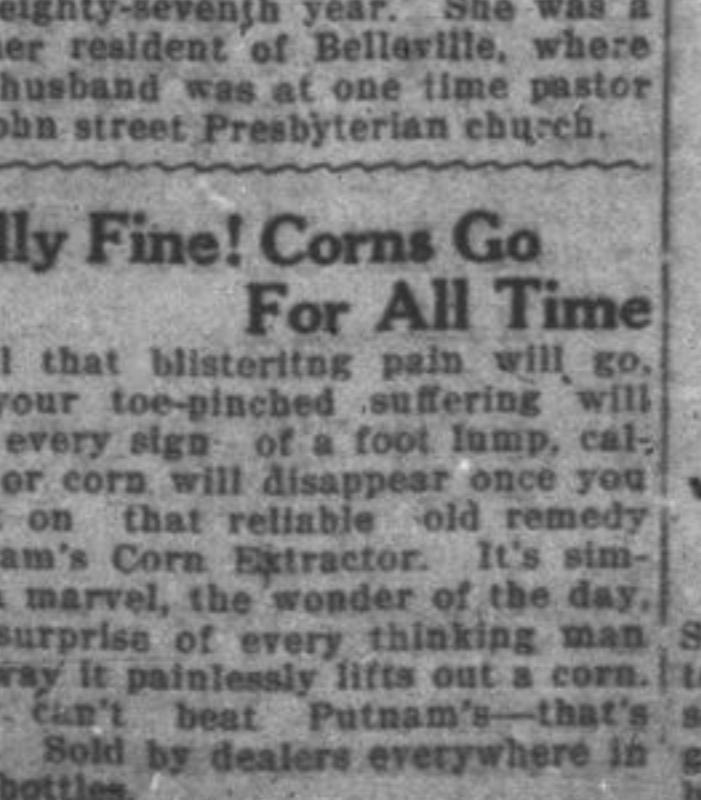 eighty-seventh year. She was a
er resident of Belleville, where
husband was at one time pastor
ohn street Presbyterian church.
lly Fine! Corns Go
For All Time
l that blisteritng pain will go,
your toe-pinched suffering will
every sign of a foot lump, cal-
or corn will disappear once you
on that reliable old remedy
am's Corn Extractor. It's sim-
marvel, the wonder of the day,
surprise of every thinking man
way it painlessly lifts out a corn.
can't beat Putnam's—that's
Sold by dealers everywhere in
bottles.